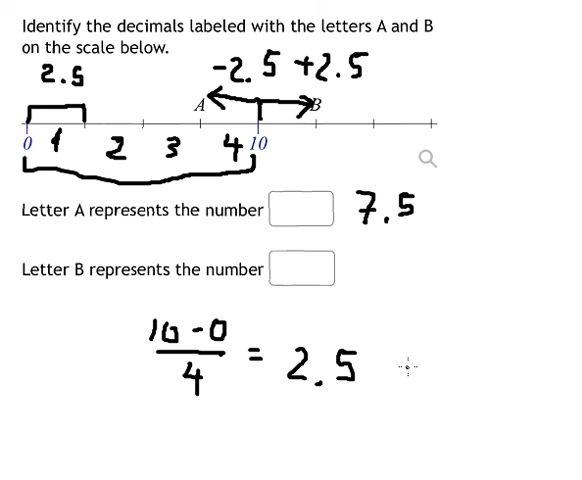 Identify the decimals labeled with the letters A and B
on the scale below.
2.5 -2.5 +2.5
A B
0 1 2 3 4 10
Letter A represents the number 7.5
Letter B represents the number
10-0
4
= 2.5